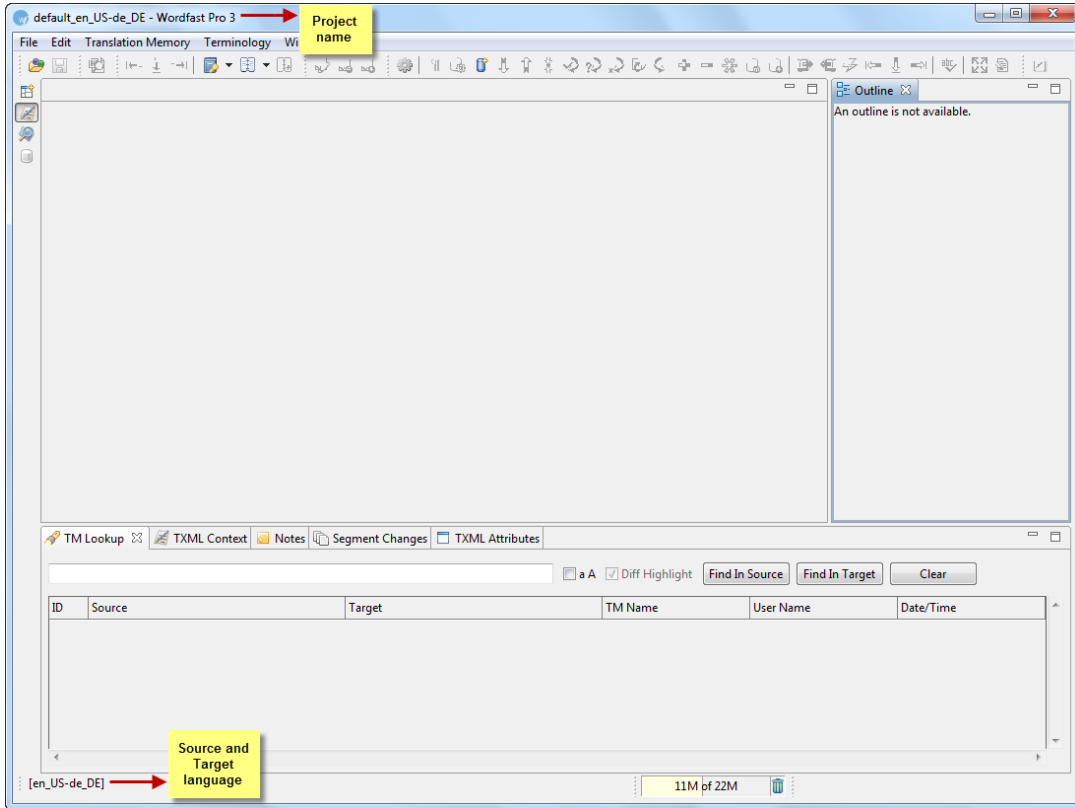 default_en_US-de_DE - Wordfast Pro 3
Project
name
File Edit Translation Memory Terminology Wi
Outline
An outline is not available.
TM Lookup TXML Context Notes Segment Changes TXML Attributes
a A Diff Highlight Find In Source Find In Target Clear
ID Source Target TM Name User Name Date/Time
Source and
Target
language
[en_US-de_DE]
11M of 22M